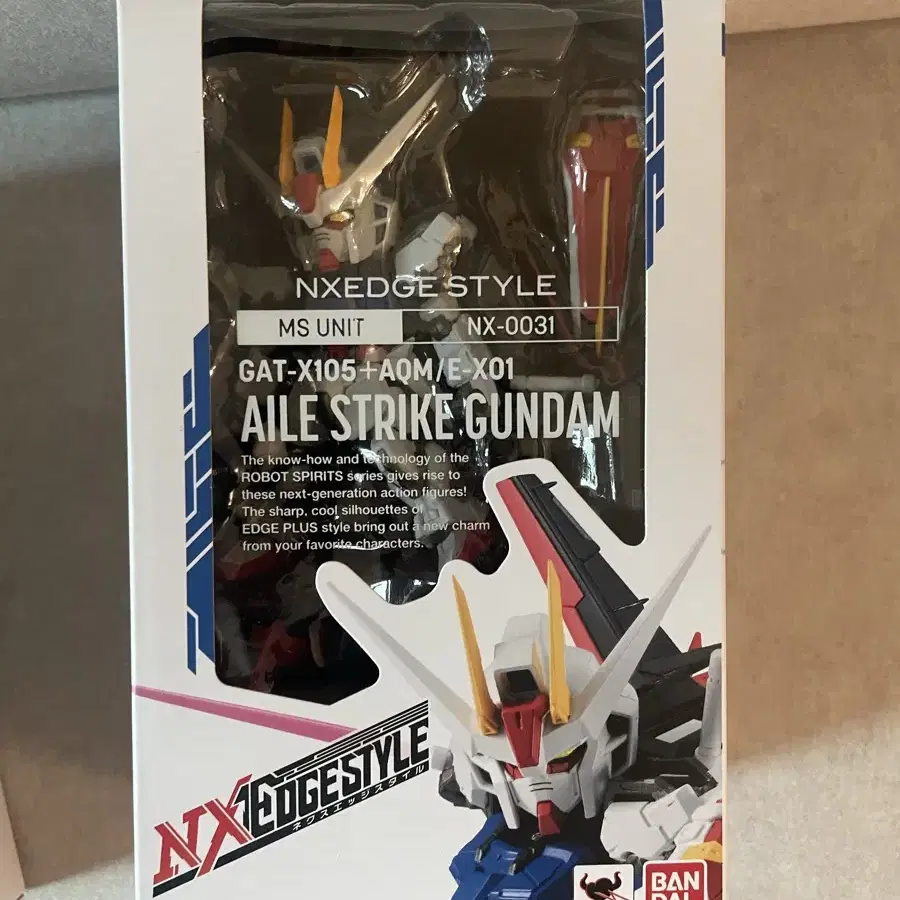 NXEDGE STYLE
MS UNIT NX-0031
GAT-X105+AQM/E-X01
AILE STRIKE GUNDAM
The know-how and technology of the
ROBOT SPIRITS series gives rise to
these next-generation action figures!
The sharp, cool silhouettes of
EDGE PLUS style bring out a new charm
from your favorite characters.
NXEDGESTYLE
ネクスエッジスタイル
BAN
DAI